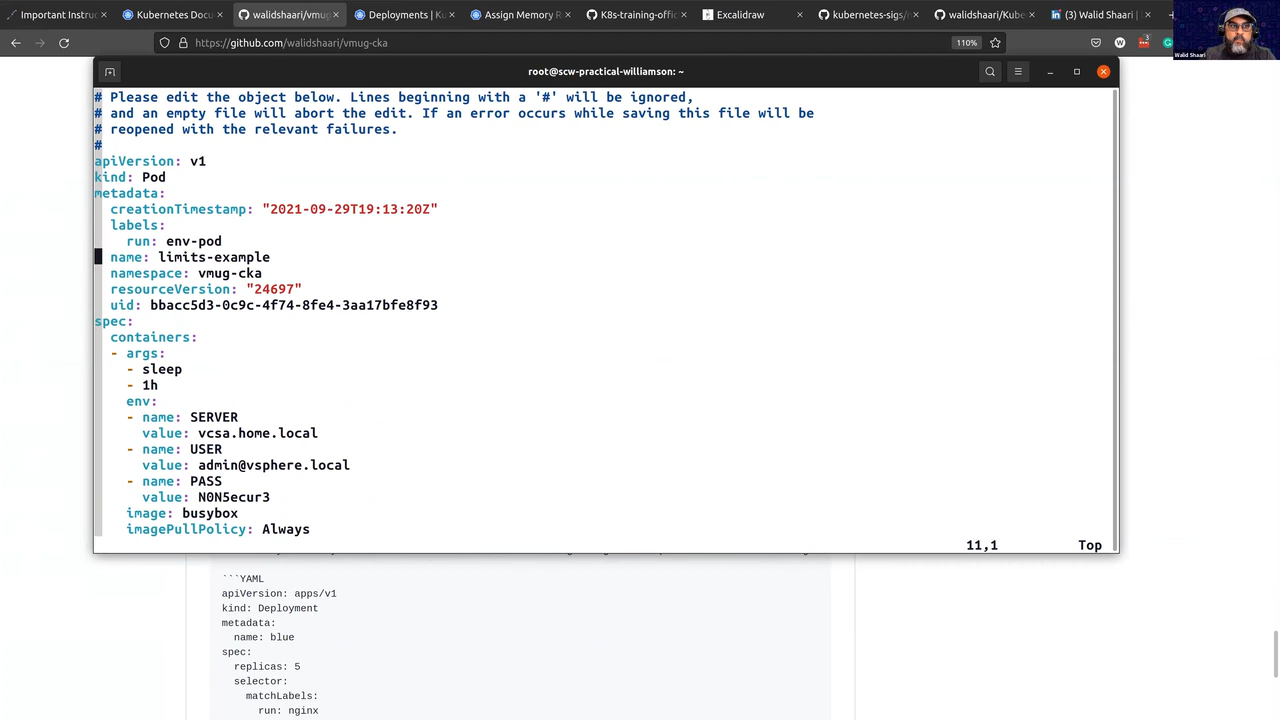 Important Instruc
Kubernetes Docu
walidshaari/vmug
Deployments | Ku
Assign Memory R
K8s-training-offi
Excalidraw
kubernetes-sigs/
walidshaari/Kube
(3) Walid Shaari |
https://github.com/walidshaari/vmug-cka
110%
Walid Shaari
root@scw-practical-williamson: ~
# Please edit the object below. Lines beginning with a '#' will be ignored,
# and an empty file will abort the edit. If an error occurs while saving this file will be
# reopened with the relevant failures.
#
apiVersion: v1
kind: Pod
metadata:
creationTimestamp: "2021-09-29T19:13:20Z"
labels:
run: env-pod
name: limits-example
namespace: vmug-cka
resourceVersion: "24697"
uid: bbacc5d3-0c9c-4f74-8fe4-3aa17bfe8f93
spec:
containers:
- args:
- sleep
- 1h
env:
- name: SERVER
value: vcsa.home.local
- name: USER
value: admin@vsphere.local
- name: PASS
value: N0N5ecur3
image: busybox
imagePullPolicy: Always
11,1 Top
```YAML
apiVersion: apps/v1
kind: Deployment
metadata:
name: blue
spec:
replicas: 5
selector:
matchLabels:
run: nginx